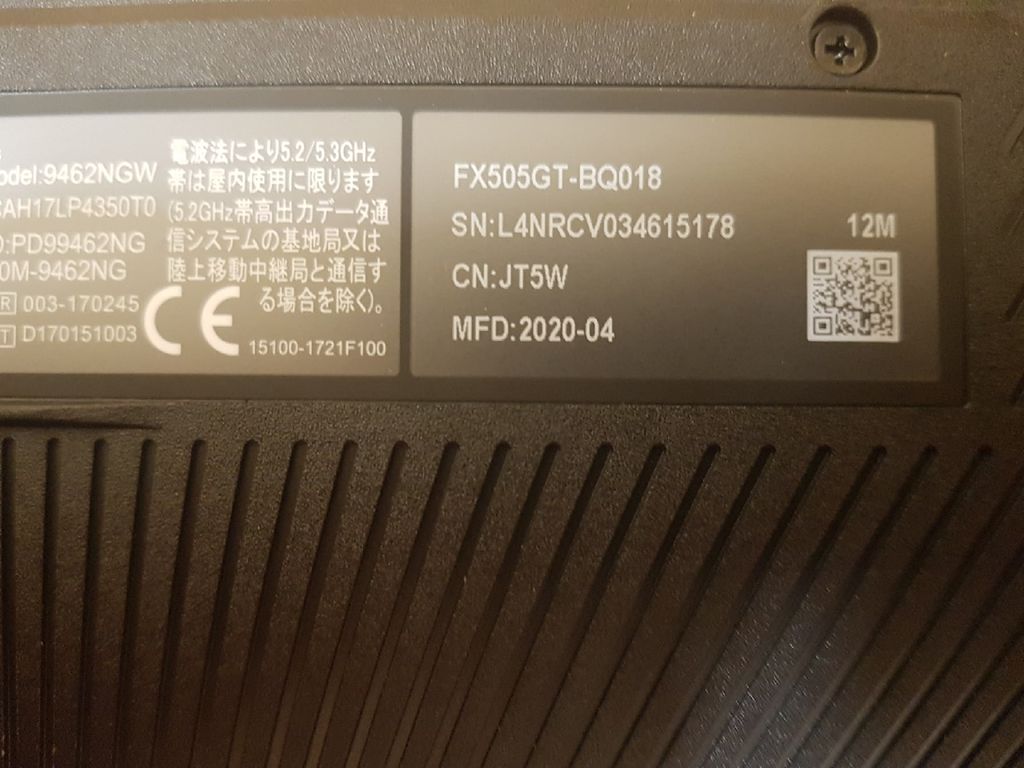 odel:9462NGW
AH17LP4350T0
D:PD99462NG
0M-9462NG
R 003-170245
T D170151003
電波法により5.2/5.3GHz
帯は屋内使用に限ります
(5.2GHz帯高出力データ通
信システムの基地局又は
陸上移動中継局と通信す
る場合を除く)。
CE
15100-1721F100
FX505GT-BQ018
SN:L4NRCV034615178
12M
CN:JT5W
MFD:2020-04